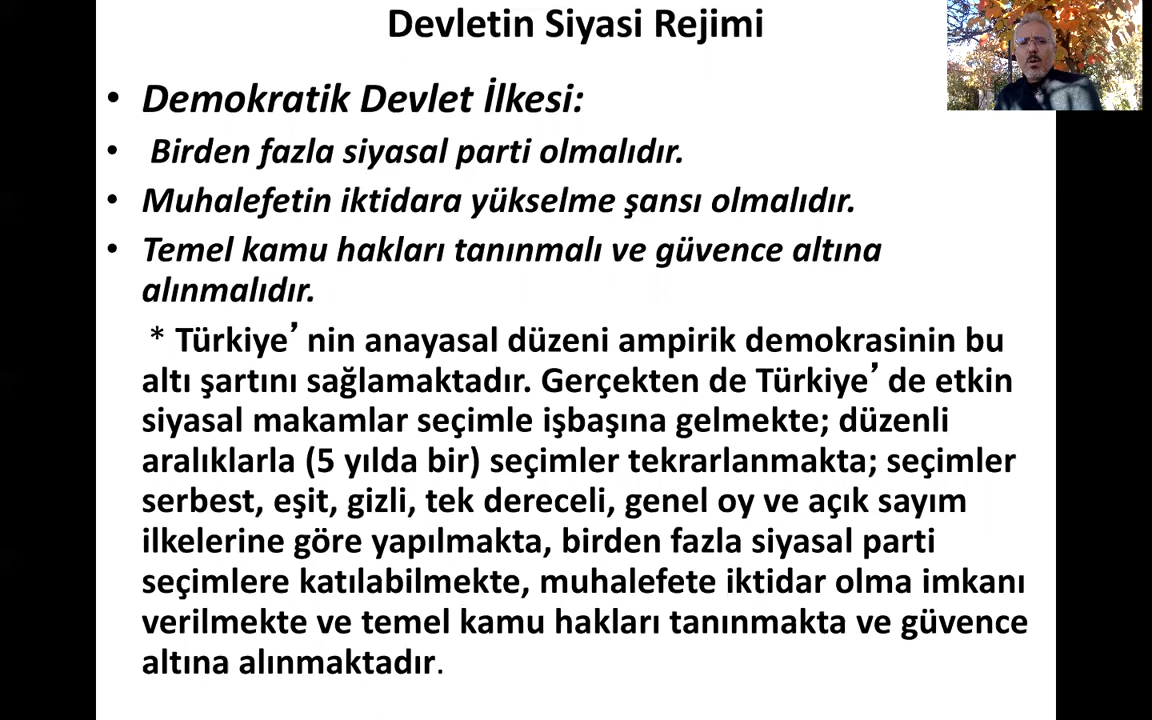 Devletin Siyasi Rejimi
• Demokratik Devlet İlkesi:
• Birden fazla siyasal parti olmalıdır.
• Muhalefetin iktidara yükselme şansı olmalıdır.
• Temel kamu hakları tanınmalı ve güvence altına
alınmalıdır.
* Türkiye’ nin anayasal düzeni ampirik demokrasinin bu
altı şartını sağlamaktadır. Gerçekten de Türkiye’ de etkin
siyasal makamlar seçimle işbaşına gelmekte; düzenli
aralıklarla (5 yılda bir) seçimler tekrarlanmakta; seçimler
serbest, eşit, gizli, tek dereceli, genel oy ve açık sayım
ilkelerine göre yapılmakta, birden fazla siyasal parti
seçimlere katılabilmekte, muhalefete iktidar olma imkanı
verilmekte ve temel kamu hakları tanınmakta ve güvence
altına alınmaktadır.